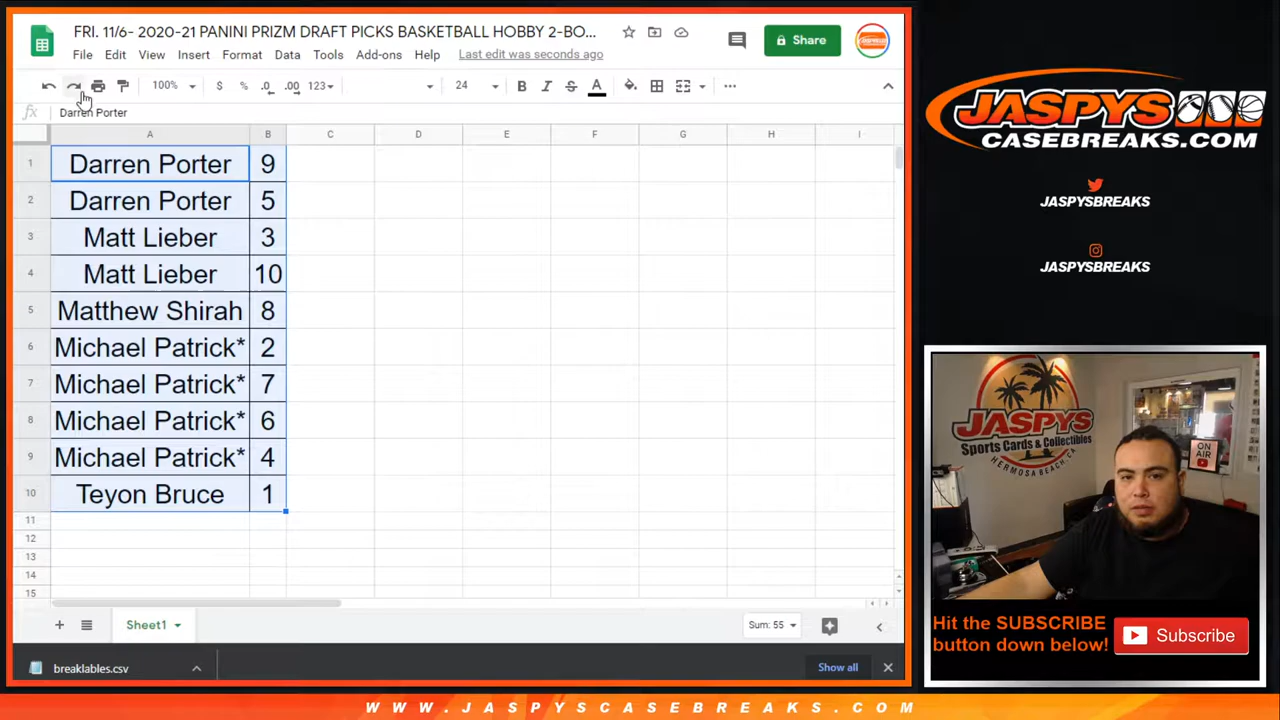 FRI. 11/6- 2020-21 PANINI PRIZM DRAFT PICKS BASKETBALL HOBBY 2-BO...
File Edit View Insert Format Data Tools Add-ons Help Last edit was seconds ago
Share
100% $ % .0 .00 123 24 B I S A ...
fx Darren Porter
A B C D E F G H I
1 Darren Porter 9
2 Darren Porter 5
3 Matt Lieber 3
4 Matt Lieber 10
5 Matthew Shirah 8
6 Michael Patrick* 2
7 Michael Patrick* 7
8 Michael Patrick* 6
9 Michael Patrick* 4
10 Teyon Bruce 1
11
12
13
14
15
Sheet1
Sum: 55
breaklables.csv
Show all
JASPYS
CASEBREAKS.COM
JASPYSBREAKS
JASPYSBREAKS
JASPYS
Sports Cards & Collectibles
HERMOSA BEACH, CA
ON AIR
Hit the SUBSCRIBE
button down below!
Subscribe
WWW.JASPYSCASEBREAKS.COM